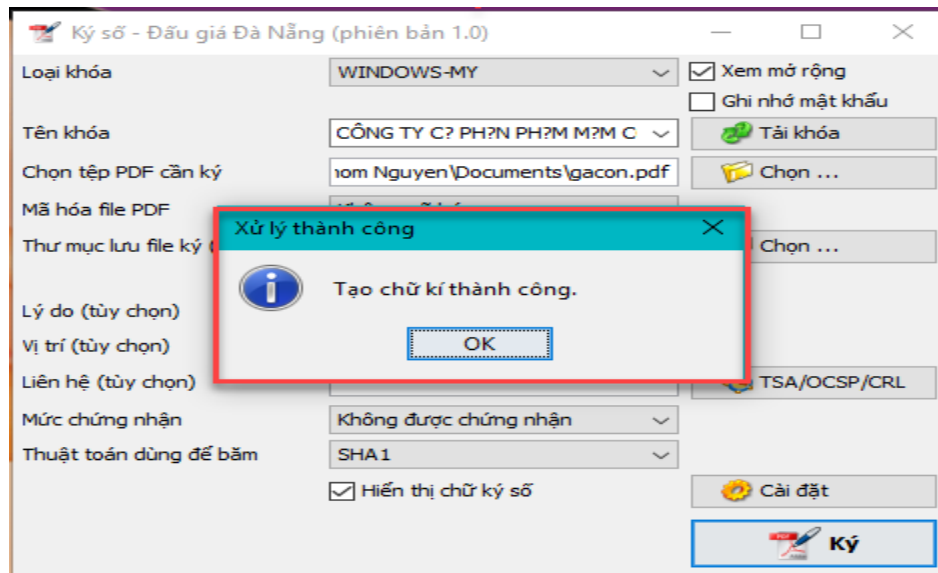 Ký số - Đấu giá Đà Nẵng (phiên bản 1.0)
Loại khóa WINDOWS-MY Xem mở rộng
Ghi nhớ mật khẩu
Tên khóa CÔNG TY C? PH?N PH?M M?M C Tải khóa
Chọn tệp PDF cần ký nom Nguyen\Documents\gacon.pdf Chọn ...
Mã hóa file PDF
Xử lý thành công
Thư mục lưu file ký Chọn ...
Tạo chữ kí thành công.
Lý do (tùy chọn)
OK
Vị trí (tùy chọn)
Liên hệ (tùy chọn) TSA/OCSP/CRL
Mức chứng nhận Không được chứng nhận
Thuật toán dùng để băm SHA1
Hiển thị chữ ký số Cài đặt
Ký